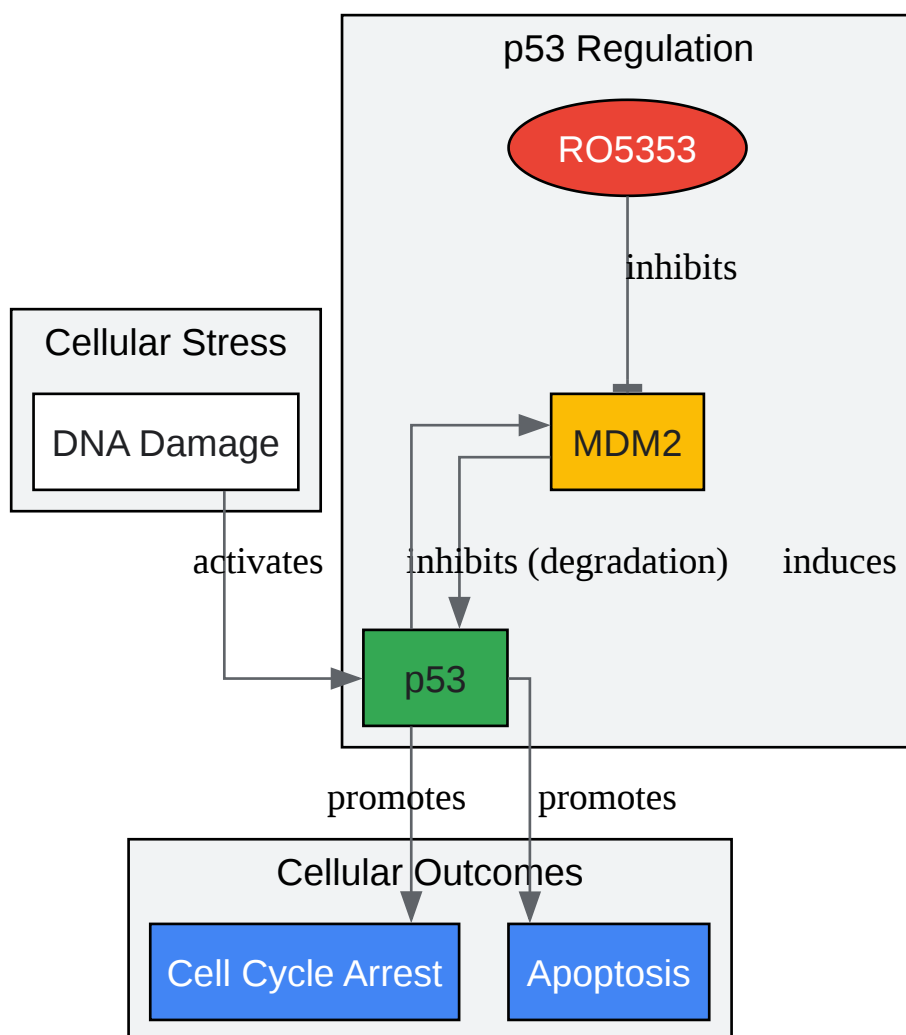 p53 Regulation
RO5353
inhibits
Cellular Stress
DNA Damage
MDM2
activates
inhibits (degradation)
induces
p53
promotes
promotes
Cellular Outcomes
Cell Cycle Arrest
Apoptosis